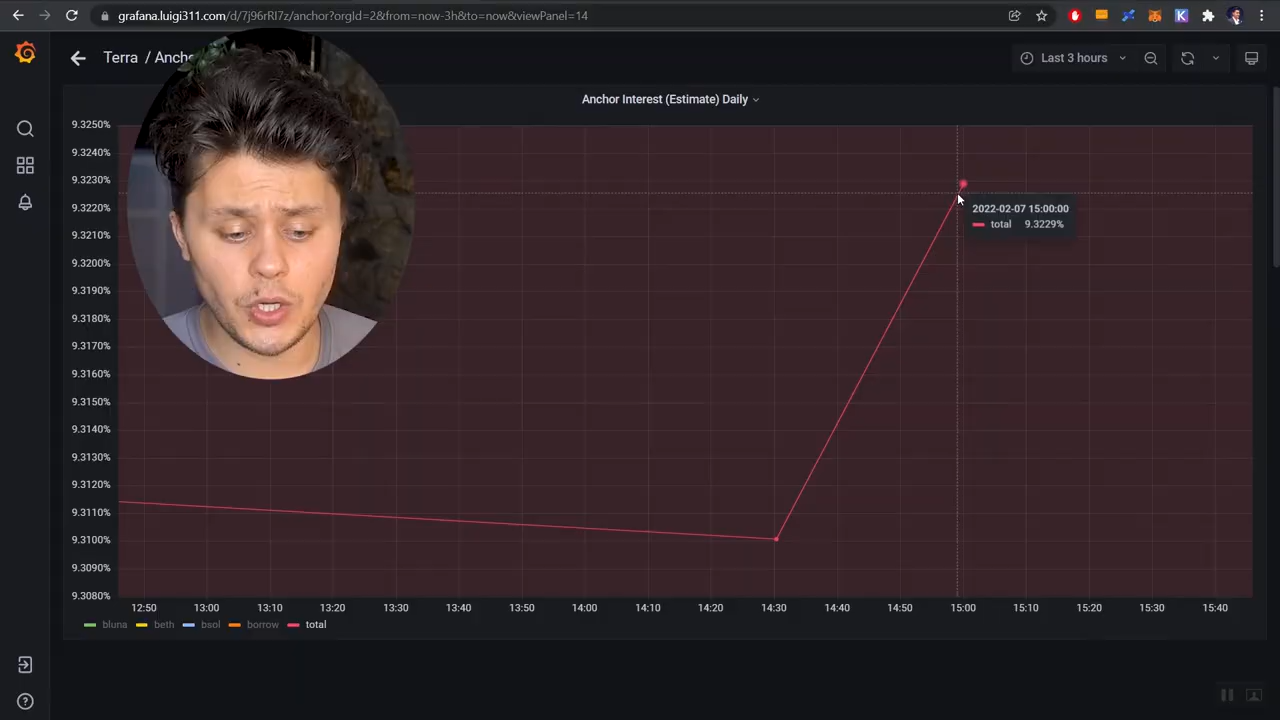 grafana.luigi311.com/d/7j96rRI7z/anchor?orgId=2&from=now-3h&to=now&viewPanel=14
Terra / Ancho
Last 3 hours
Anchor Interest (Estimate) Daily
9.3250%
9.3240%
9.3230%
9.3220%
9.3210%
9.3200%
9.3190%
9.3180%
9.3170%
9.3160%
9.3150%
9.3140%
9.3130%
9.3120%
9.3110%
9.3100%
9.3090%
9.3080%
2022-02-07 15:00:00
total 9.3229%
12:50 13:00 13:10 13:20 13:30 13:40 13:50 14:00 14:10 14:20 14:30 14:40 14:50 15:00 15:10 15:20 15:30 15:40
bluna beth bsol borrow total